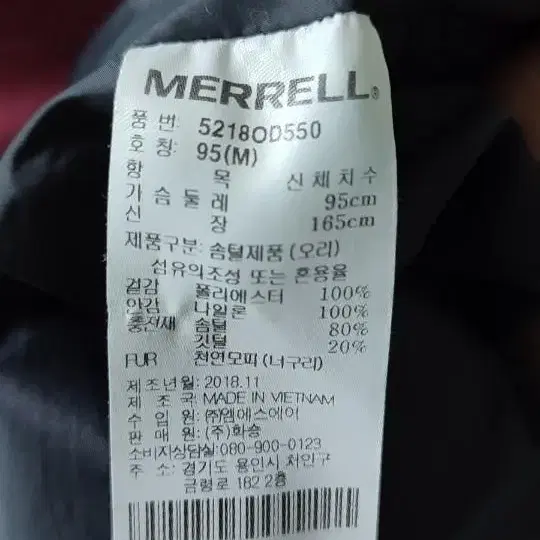 MERRELL®
품 번: 5218OD550
호 칭: 95(M)
항 목 신체치수
가 슴 둘 레 95cm
신 장 165cm
제품구분: 솜털제품 (오리)
섬유의조성 또는 혼용율
겉감 폴리에스터 100%
안감 나일론 100%
충전재 솜털 80%
깃털 20%
FUR 천연모피 (너구리)
제조년월: 2018.11
제 조 국: MADE IN VIETNAM
수 입 원: (주)엠에스에이
판 매 원: (주)화승
소비자상담실: 080-900-0123
주 소: 경기도 용인시 처인구
금령로 182 2층